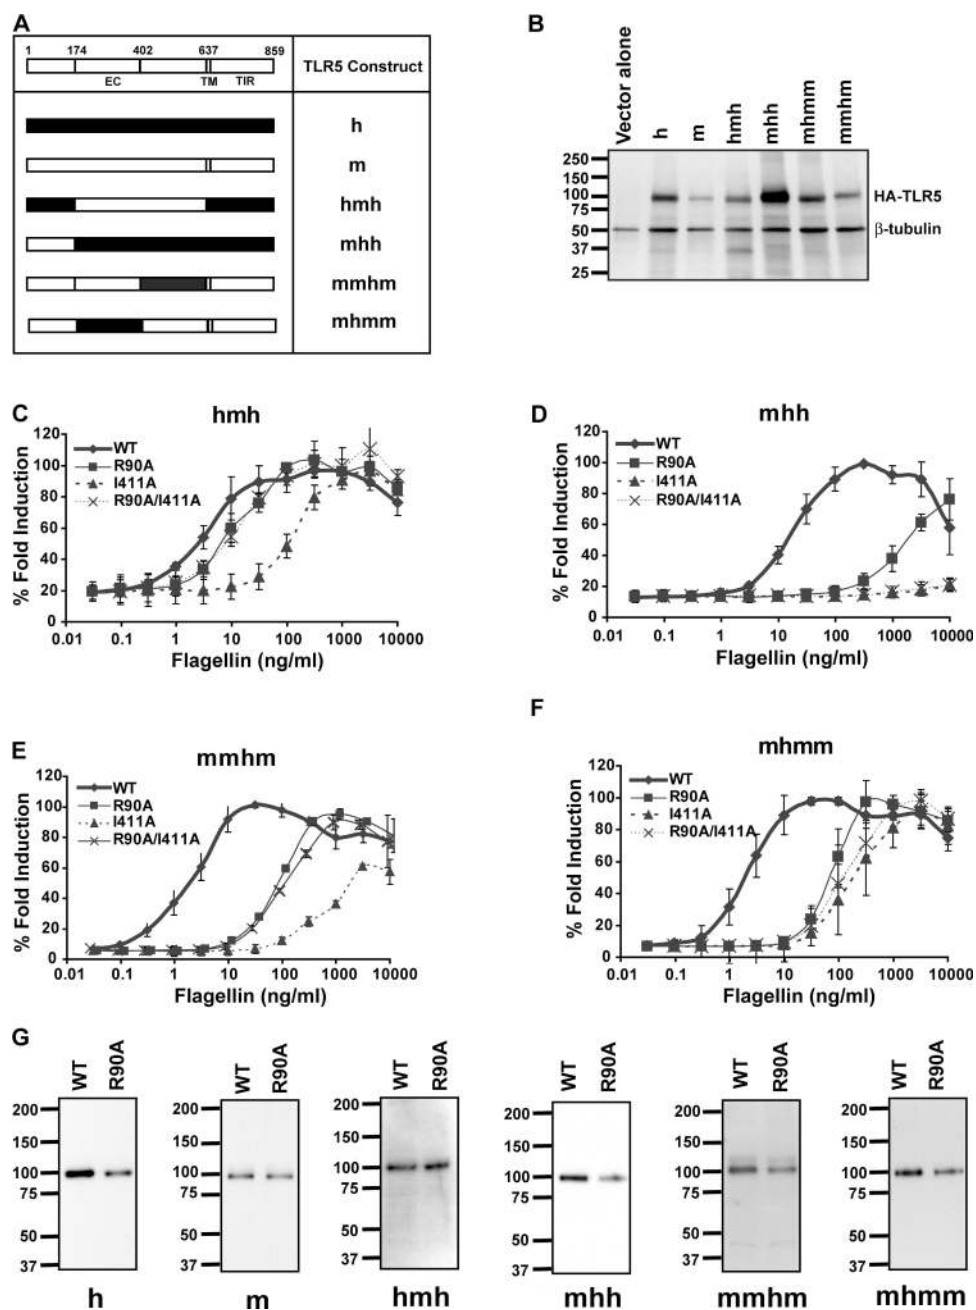 A
1 174 402 637 859
EC TM TIR
TLR5 Construct
h
m
hmh
mhh
mmhm
mhmm
B
Vector alone
h
m
hmh
mhh
mhmm
mmhm
250
150
100
75
50
37
25
HA-TLR5
β-tubulin
C
hmh
% Fold Induction
120
100
80
60
40
20
0
WT
R90A
I411A
R90A/I411A
0.01 0.1 1 10 100 1000 10000
Flagellin (ng/ml)
D
mhh
% Fold Induction
120
100
80
60
40
20
0
WT
R90A
I411A
R90A/I411A
0.01 0.1 1 10 100 1000 10000
Flagellin (ng/ml)
E
mmhm
% Fold Induction
120
100
80
60
40
20
0
WT
R90A
I411A
R90A/I411A
0.01 0.1 1 10 100 1000 10000
Flagellin (ng/ml)
F
mhmm
% Fold Induction
120
100
80
60
40
20
0
WT
R90A
I411A
R90A/I411A
0.01 0.1 1 10 100 1000 10000
Flagellin (ng/ml)
G
WT R90A
200
150
100
75
50
37
h
WT R90A
200
150
100
75
50
37
m
WT R90A
200
150
100
75
50
37
hmh
WT R90A
200
150
100
75
50
37
mhh
WT R90A
200
150
100
75
50
37
mmhm
WT R90A
200
150
100
75
50
37
mhmm